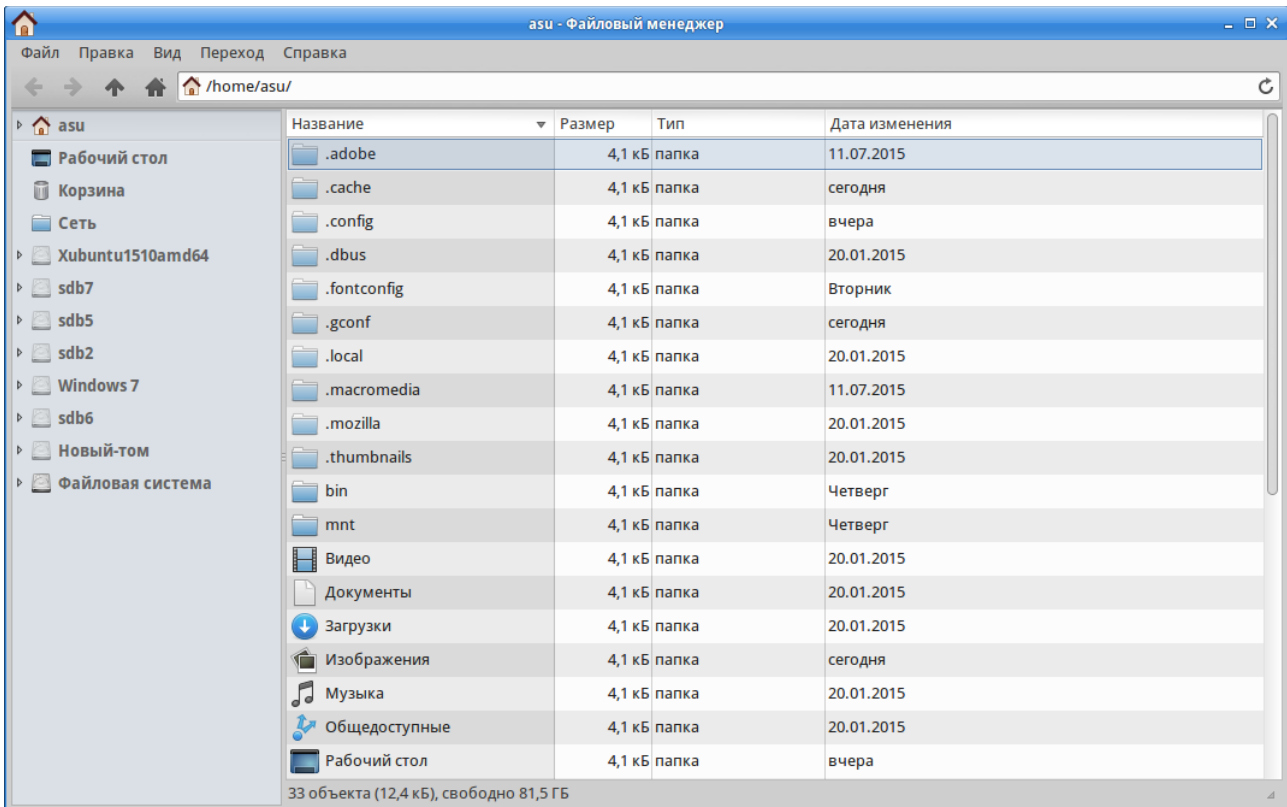 asu - Файловый менеджер
Файл Правка Вид Переход Справка
/home/asu/
asu
Рабочий стол
Корзина
Сеть
Xubuntu1510amd64
sdb7
sdb5
sdb2
Windows 7
sdb6
Новый-том
Файловая система
Название Размер Тип Дата изменения
.adobe 4,1 кБ папка 11.07.2015
.cache 4,1 кБ папка сегодня
.config 4,1 кБ папка вчера
.dbus 4,1 кБ папка 20.01.2015
.fontconfig 4,1 кБ папка Вторник
.gconf 4,1 кБ папка сегодня
.local 4,1 кБ папка 20.01.2015
.macromedia 4,1 кБ папка 11.07.2015
.mozilla 4,1 кБ папка 20.01.2015
.thumbnails 4,1 кБ папка 20.01.2015
bin 4,1 кБ папка Четверг
mnt 4,1 кБ папка Четверг
Видео 4,1 кБ папка 20.01.2015
Документы 4,1 кБ папка 20.01.2015
Загрузки 4,1 кБ папка 20.01.2015
Изображения 4,1 кБ папка сегодня
Музыка 4,1 кБ папка 20.01.2015
Общедоступные 4,1 кБ папка 20.01.2015
Рабочий стол 4,1 кБ папка вчера
33 объекта (12,4 кБ), свободно 81,5 ГБ